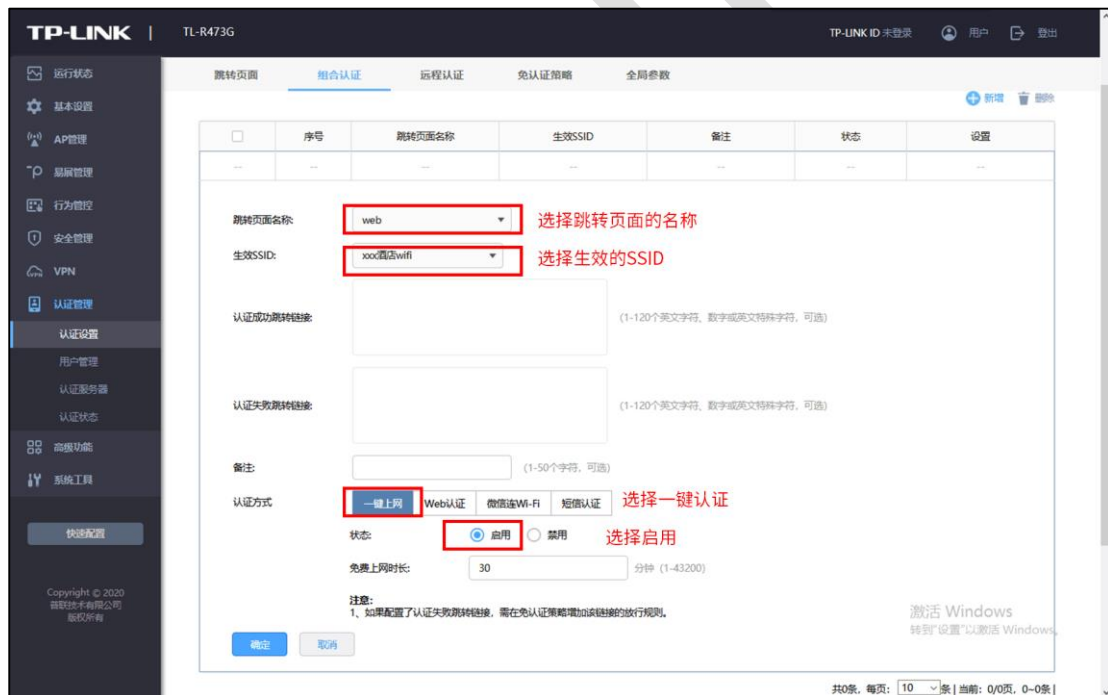 TP-LINK | TL-R473G TP-LINK ID 未登录 用户 登出
运行状态
基本设置
AP管理
易展管理
行为管控
安全管理
VPN
认证管理
认证设置
用户管理
认证服务器
认证状态
高级功能
系统工具
快速配置
Copyright © 2020
普联技术有限公司
版权所有
跳转页面 组合认证 远程认证 免认证策略 全局参数
新增 删除
序号 跳转页面名称 生效SSID 备注 状态 设置
-- -- -- -- -- -- --
跳转页面名称: web 选择跳转页面的名称
生效SSID: xxx酒店wifi 选择生效的SSID
认证成功跳转链接: (1-120个英文字符、数字或英文特殊字符, 可选)
认证失败跳转链接: (1-120个英文字符、数字或英文特殊字符, 可选)
备注: (1-50个字符, 可选)
认证方式 一键上网 Web认证 微信连Wi-Fi 短信认证 选择一键认证
状态: 启用 禁用 选择启用
免费上网时长: 30 分钟 (1-43200)
注意:
1、如果配置了认证失败跳转链接, 需在免认证策略增加该链接的放行规则。
确定 取消
激活 Windows
转到"设置"以激活 Windows。
共0条, 每页: 10 条 | 当前: 0/0页, 0~0条 |